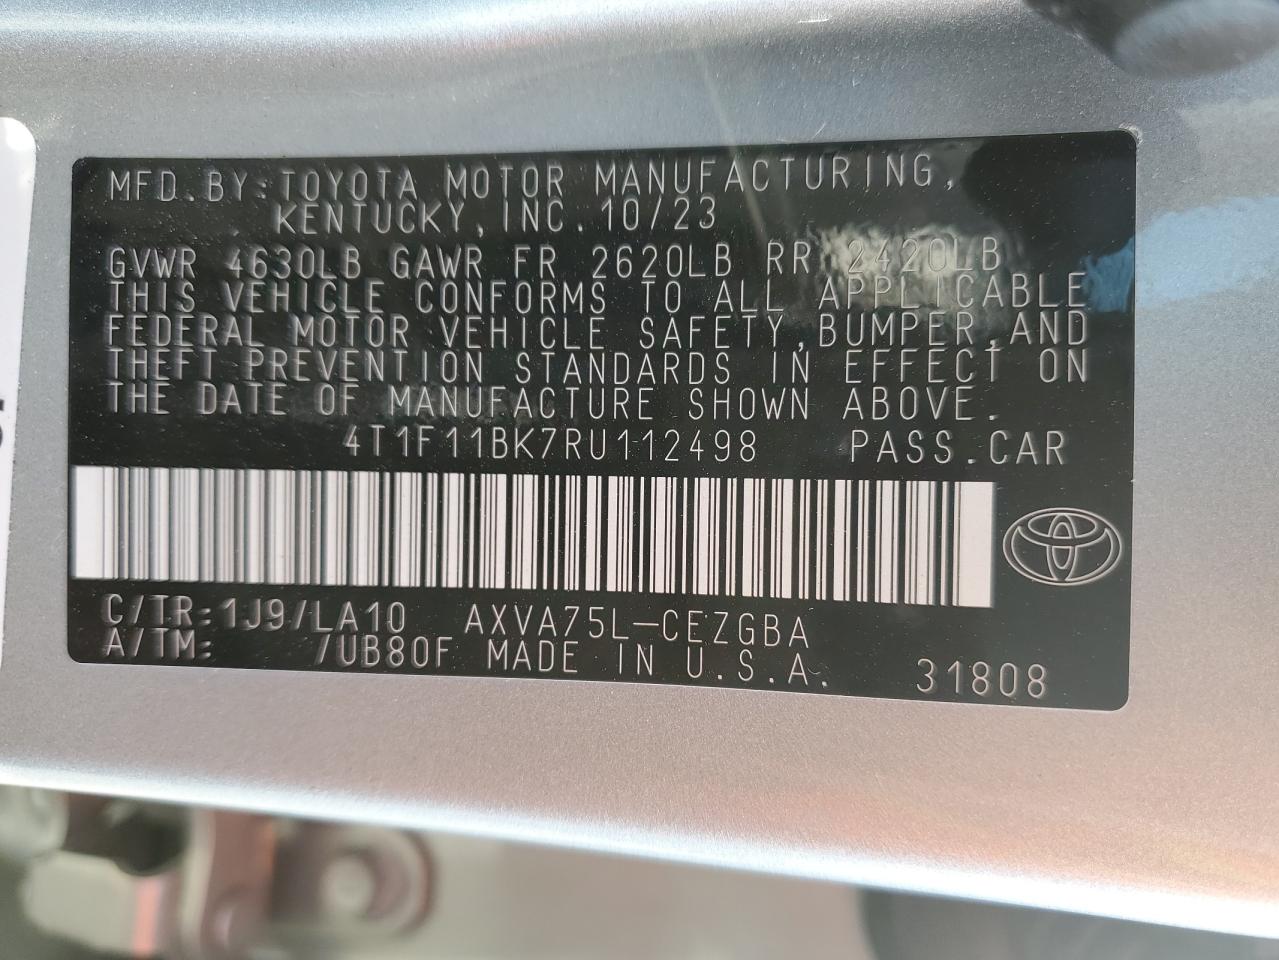 MFD.BY:TOYOTA MOTOR MANUFACTURING,
KENTUCKY,INC.10/23
GVWR 4630LB GAWR FR 2620LB RR 2420LB
THIS VEHICLE CONFORMS TO ALL APPLICABLE
FEDERAL MOTOR VEHICLE SAFETY,BUMPER,AND
THEFT PREVENTION STANDARDS IN EFFECT ON
THE DATE OF MANUFACTURE SHOWN ABOVE.
4T1F11BK7RU112498 PASS.CAR
C/TR:1J9/LA10 AXVA75L-CEZGBA
A/TM: /UB80F MADE IN U.S.A. 31808